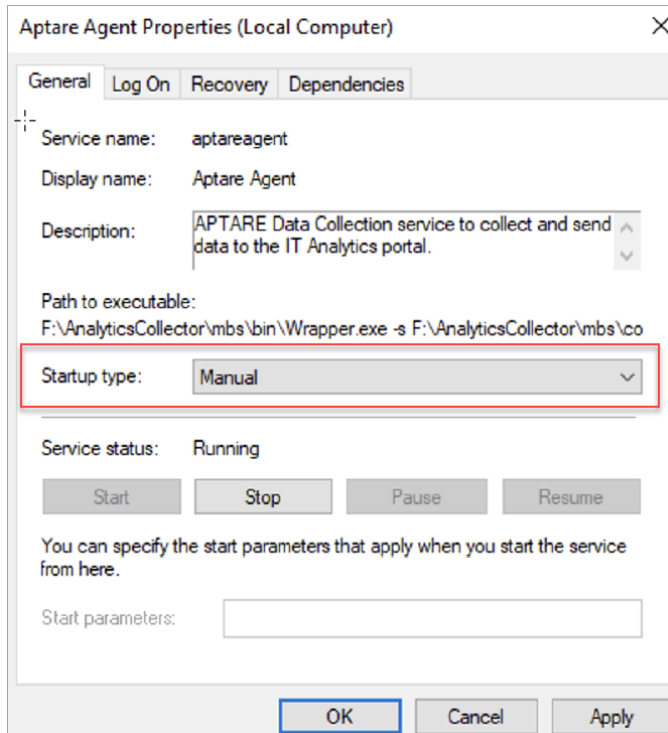 Aptare Agent Properties (Local Computer)
General Log On Recovery Dependencies
Service name: aptareagent
Display name: Aptare Agent
Description: APTARE Data Collection service to collect and send
data to the IT Analytics portal.
Path to executable:
F:\AnalyticsCollector\mbs\bin\Wrapper.exe -s F:\AnalyticsCollector\mbs\co
Startup type: Manual
Service status: Running
Start Stop Pause Resume
You can specify the start parameters that apply when you start the service
from here.
Start parameters:
OK Cancel Apply